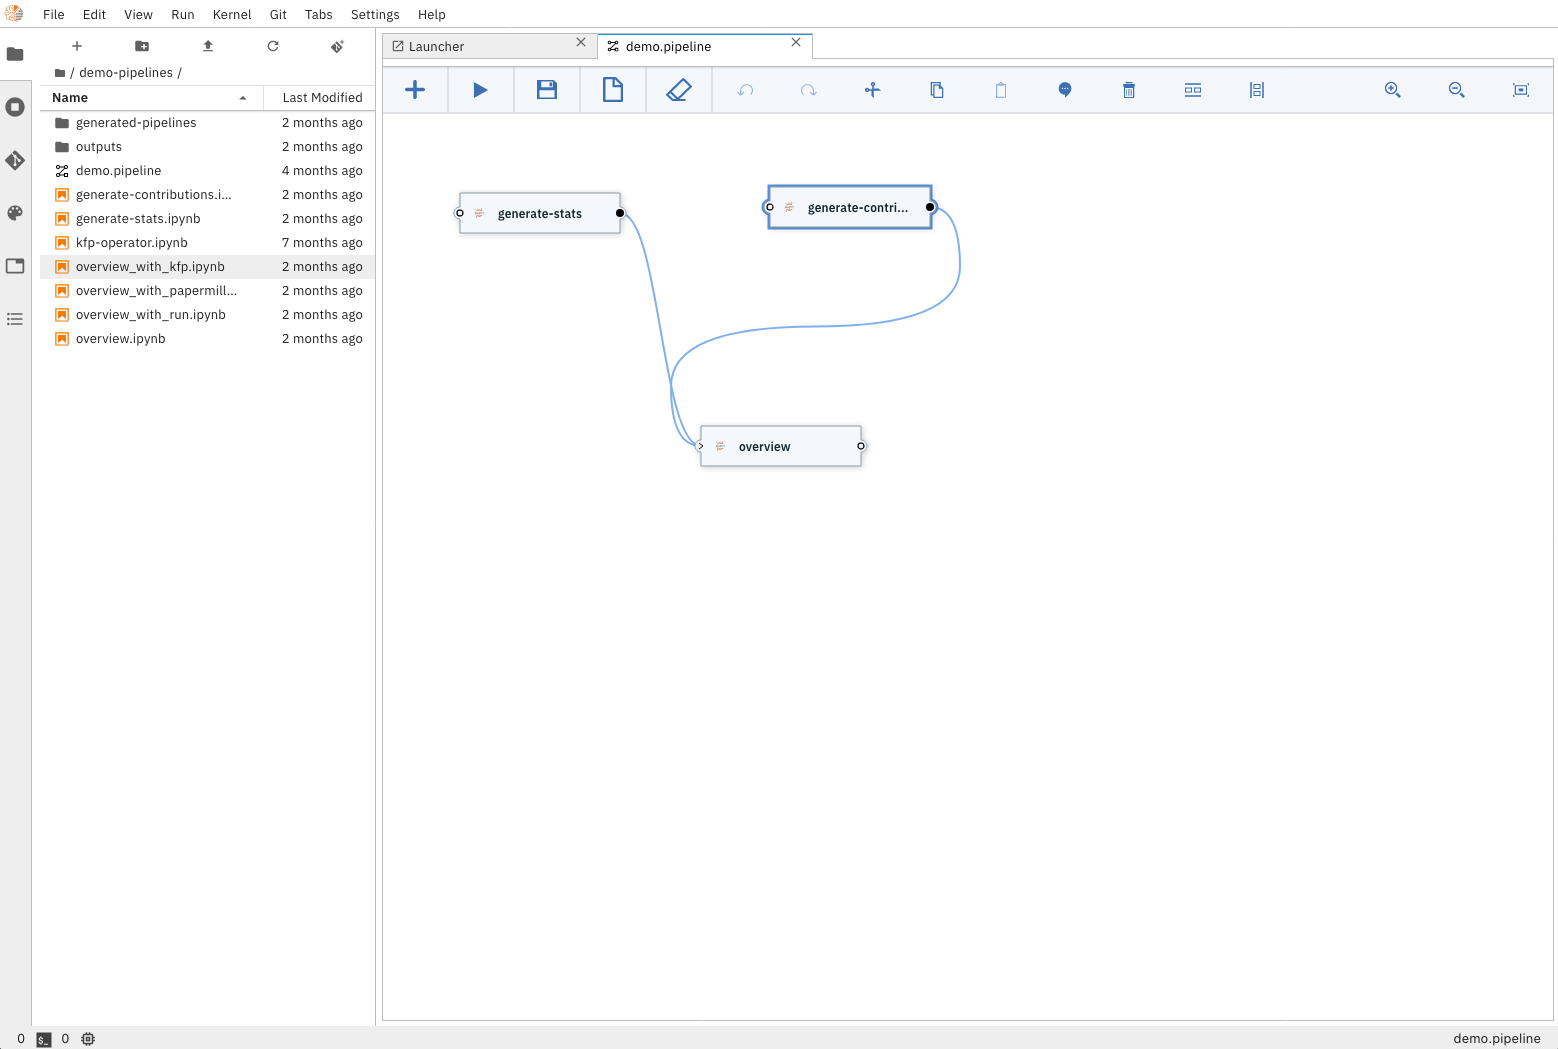 File Edit View Run Kernel Git Tabs Settings Help
Launcher
demo.pipeline
/ demo-pipelines /
Name Last Modified
generated-pipelines 2 months ago
outputs 2 months ago
demo.pipeline 4 months ago
generate-contributions.i... 2 months ago
generate-stats.ipynb 2 months ago
kfp-operator.ipynb 7 months ago
overview_with_kfp.ipynb 2 months ago
overview_with_papermill... 2 months ago
overview_with_run.ipynb 2 months ago
overview.ipynb 2 months ago
generate-stats
generate-contri...
overview
0 $_ 0
demo.pipeline